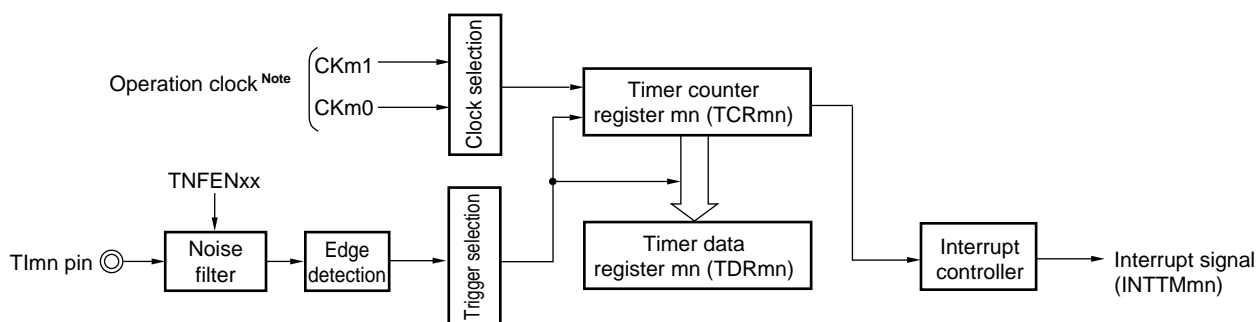 Operation clock Note
CKm1
CKm0
Clock selection
Timer counter
register mn (TCRmn)
TNFENxx
TImn pin
Noise
filter
Edge
detection
Trigger selection
Timer data
register mn (TDRmn)
Interrupt
controller
Interrupt signal
(INTTMmn)